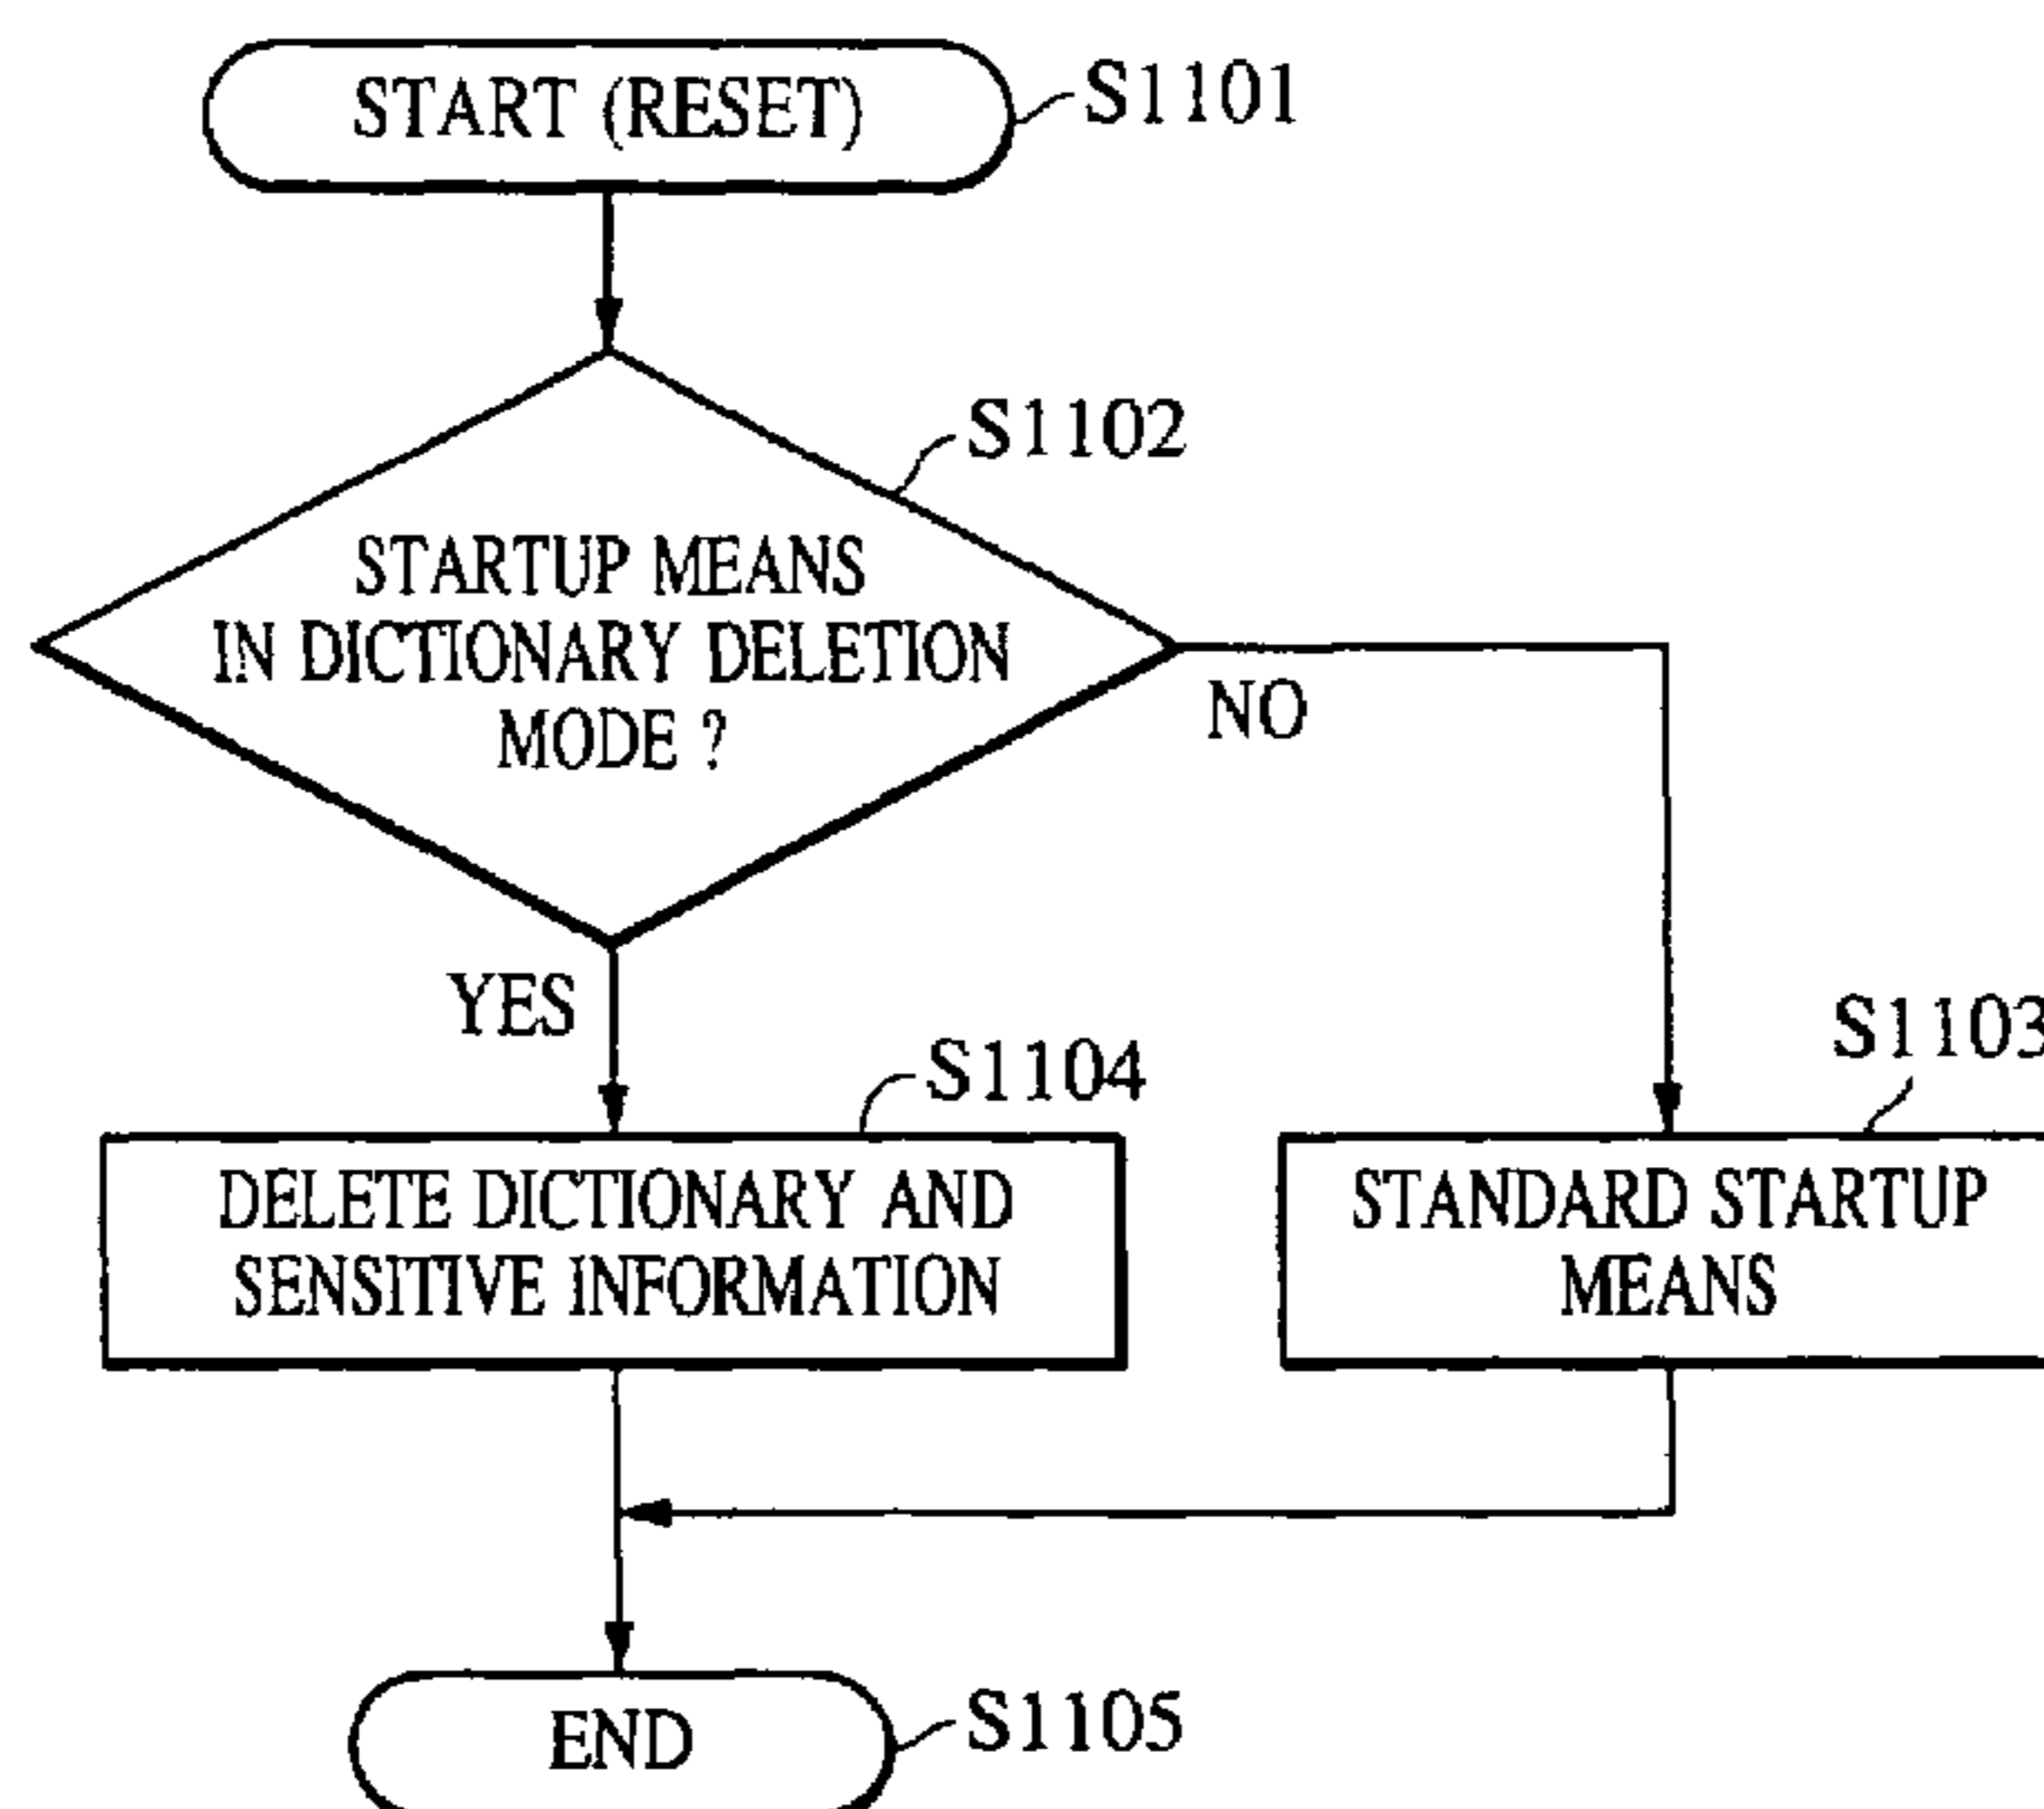 START (RESET)
S1101
S1102
STARTUP MEANS
IN DICTIONARY DELETION
MODE ?
NO
YES
S1104
S1103
DELETE DICTIONARY AND
SENSITIVE INFORMATION
STANDARD STARTUP
MEANS
END
S1105